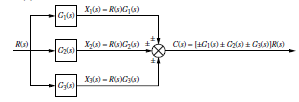 G₁(s) X₁(s) = R(s)G₁(s)
±
R(s) G₂(s) X₂(s) = R(s)G₂(s) ± C(s) = [±G₁(s) ± G₂(s) ± G₃(s)]R(s)
±
G₃(s) X₃(s) = R(s)G₃(s)